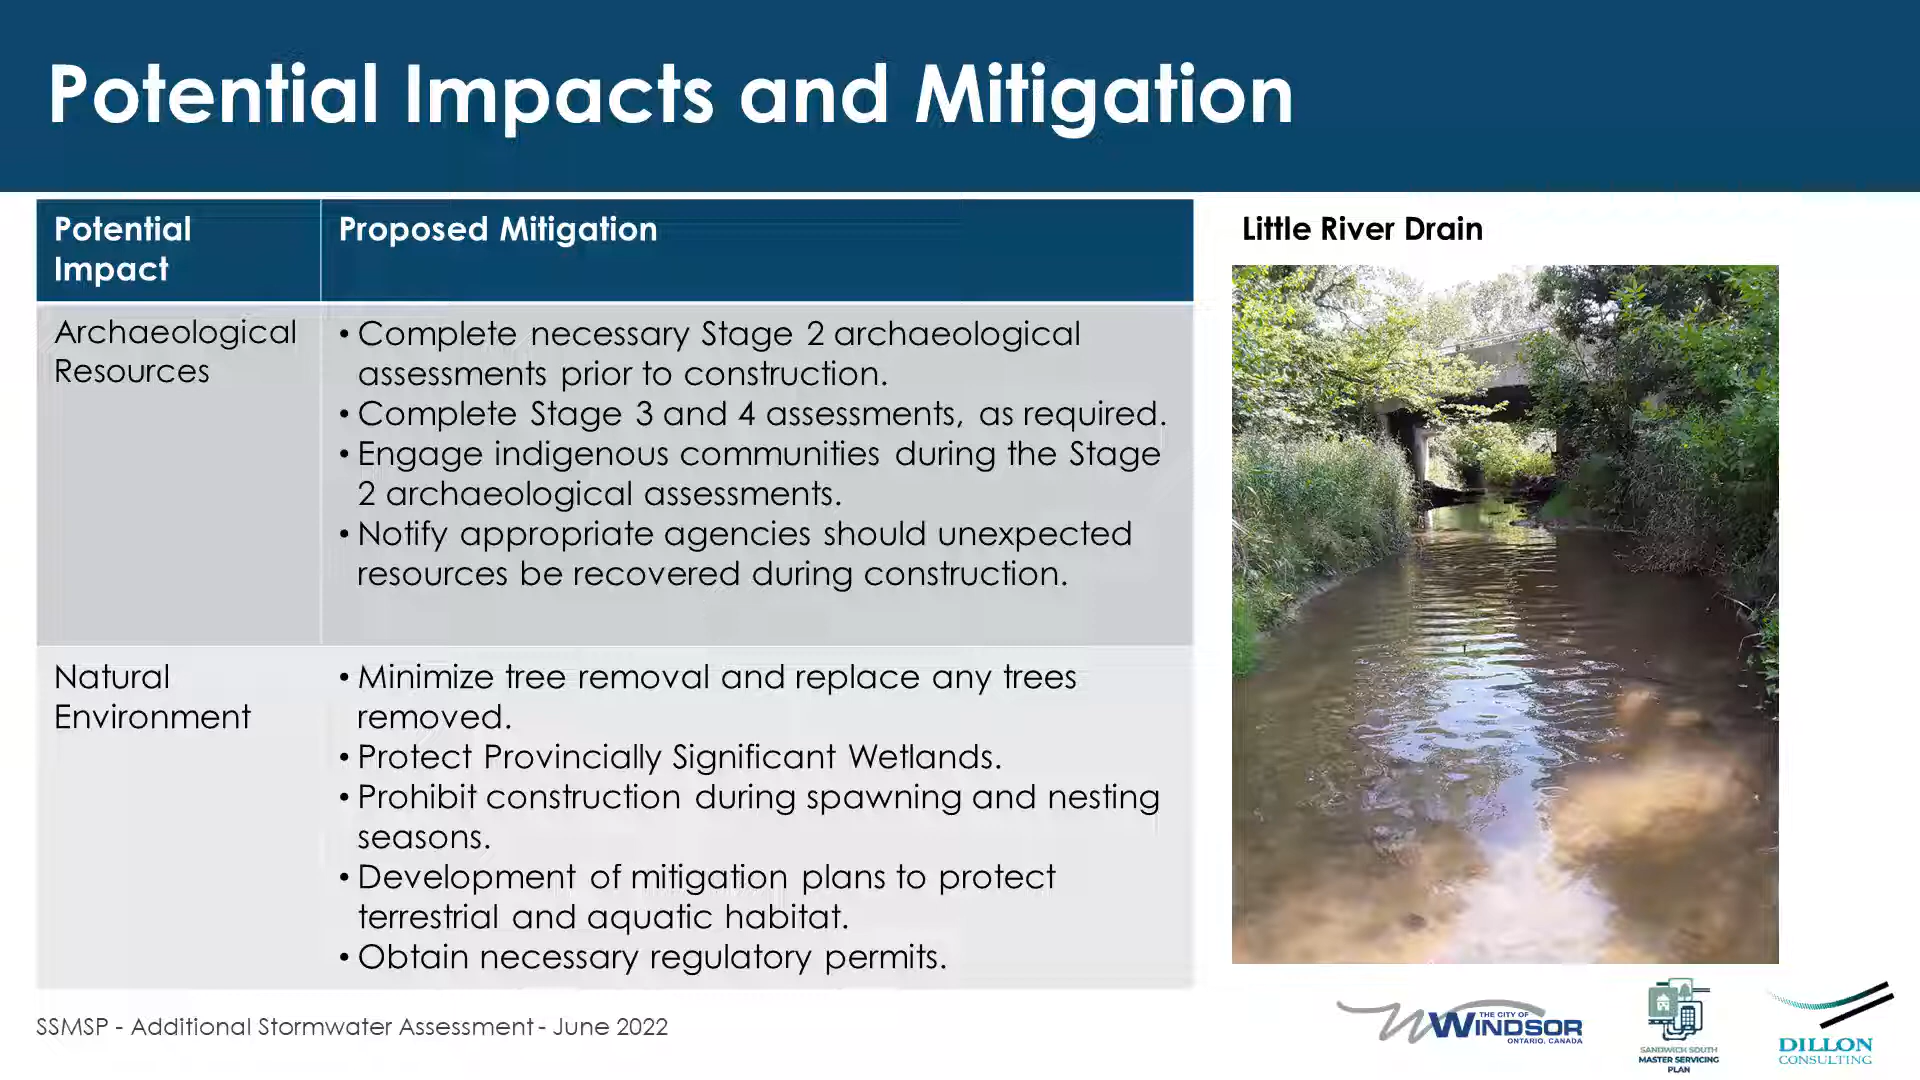 Potential Impacts and Mitigation
Potential
Impact
Proposed Mitigation
Archaeological
Resources
• Complete necessary Stage 2 archaeological
assessments prior to construction.
• Complete Stage 3 and 4 assessments, as required.
• Engage indigenous communities during the Stage
2 archaeological assessments.
• Notify appropriate agencies should unexpected
resources be recovered during construction.
Natural
Environment
• Minimize tree removal and replace any trees
removed.
• Protect Provincially Significant Wetlands.
• Prohibit construction during spawning and nesting
seasons.
• Development of mitigation plans to protect
terrestrial and aquatic habitat.
• Obtain necessary regulatory permits.
Little River Drain
SSMSP - Additional Stormwater Assessment - June 2022
THE CITY OF
WINDSOR
ONTARIO, CANADA
SANDWICH SOUTH
MASTER SERVICING
PLAN
DILLON
CONSULTING